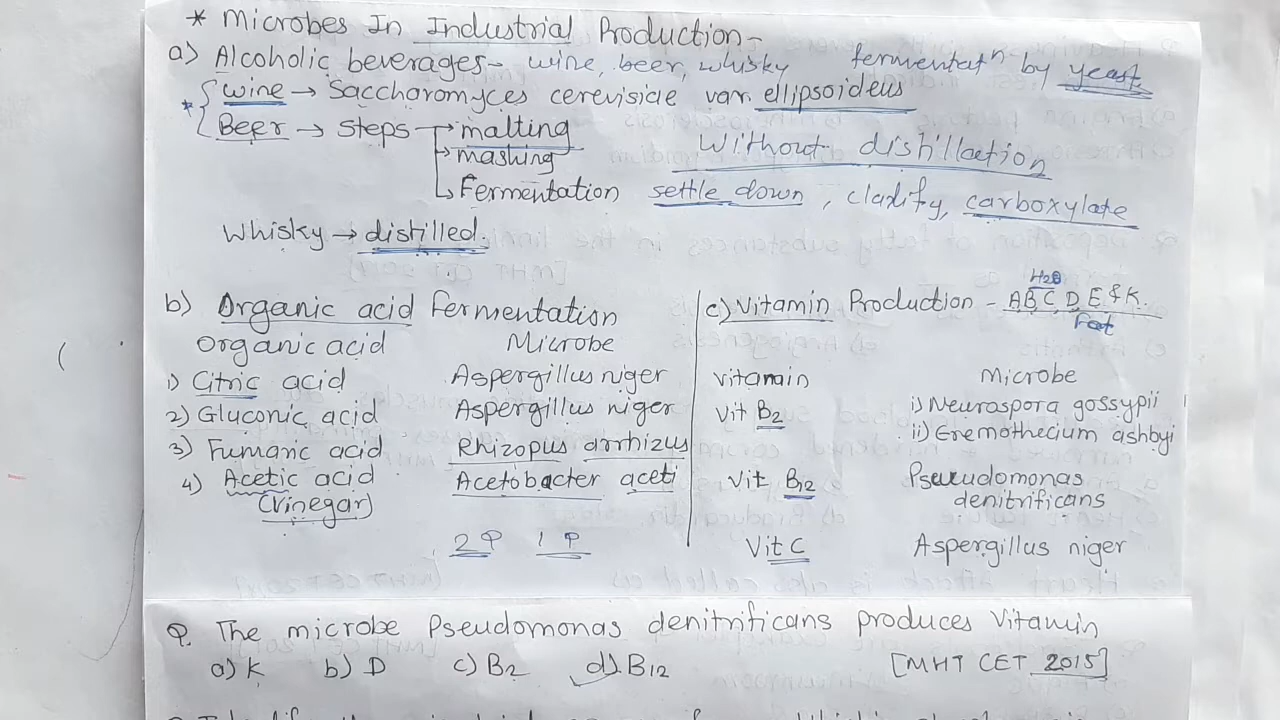 * Microbes In Industrial Production-
a) Alcoholic beverages- wine, beer, whisky fermentatn by yeast
* wine → Saccharomyces cerevisiae var. ellipsoideus
Beer → Steps → malting
→ mashing
→ Fermentation
Without distillation
settle down, clarify, carboxylate
Whisky → distilled.
b) Organic acid Fermentation
Organic acid Microbe
1) Citric acid Aspergillus niger
2) Gluconic acid Aspergillus niger
3) Fumaric acid Rhizopus arrhizus
4) Acetic acid Acetobacter aceti
(Vinegar)
2 P 1 P
H2O
c) Vitamin Production - ABC, D, E & K.
Fat
Vitamin Microbe
Vit B2 i) Neuraspora gossypii
ii) Eremothecium ashbyi
Vit B12 Pseuudomonas
denitrificans
Vit C Aspergillus niger
Q. The microbe Pseudomonas denitrificans produces Vitamin
a) K b) D c) B2 d) B12 [MHT CET 2015]